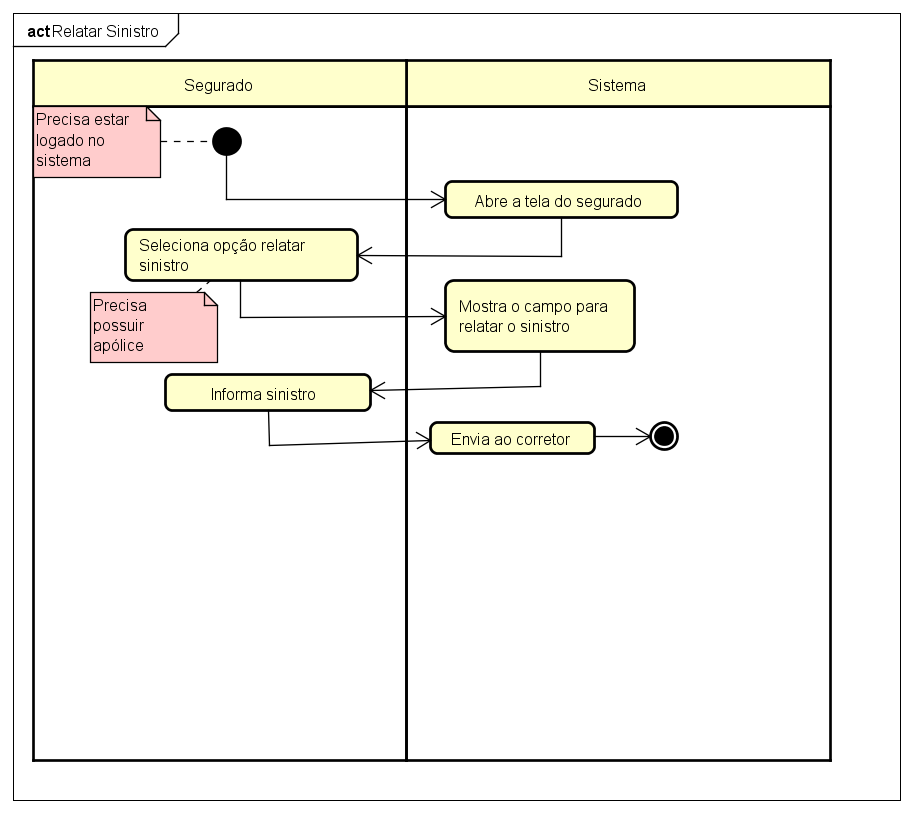 act Relatar Sinistro
Segurado
Sistema
Precisa estar
logado no
sistema
Abre a tela do segurado
Seleciona opção relatar
sinistro
Precisa
possuir
apólice
Mostra o campo para
relatar o sinistro
Informa sinistro
Envia ao corretor